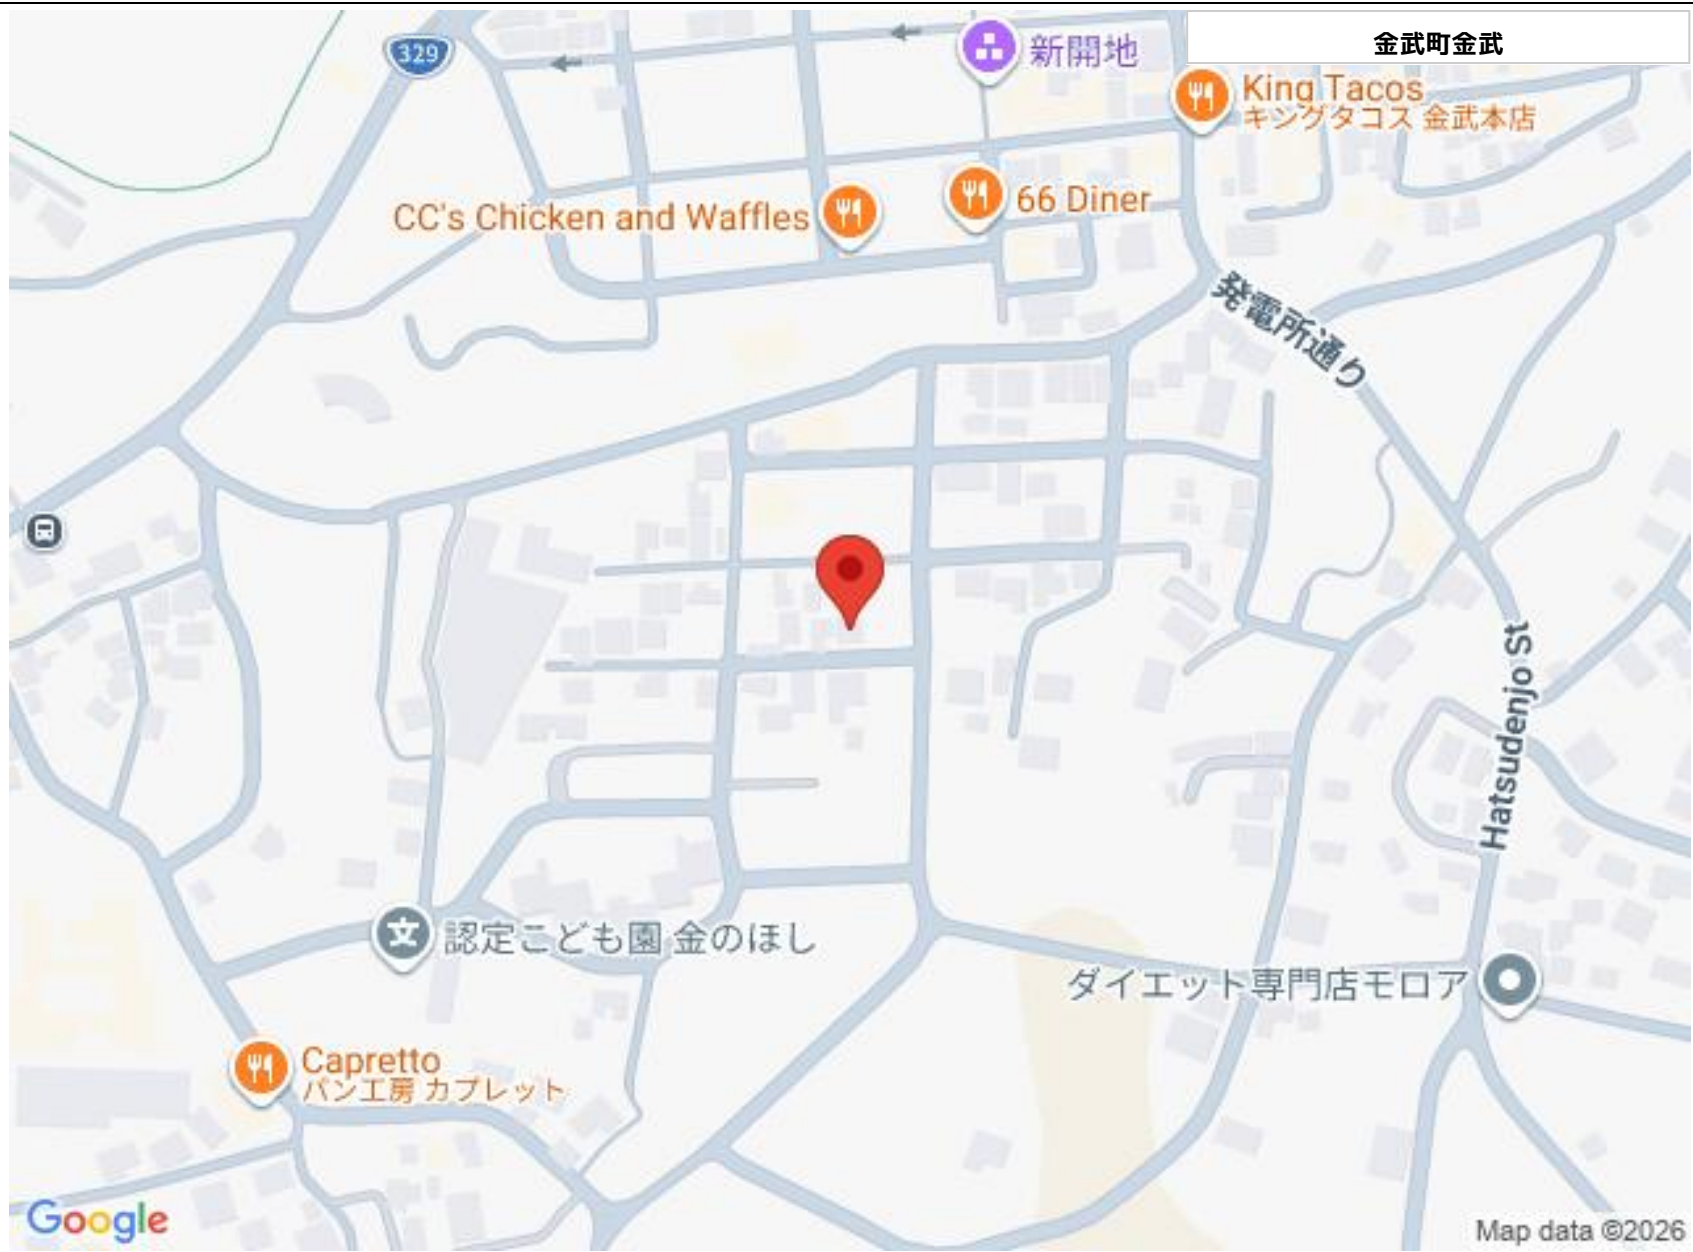 金武町金武
329
新開地
King Tacos
キングタコス 金武本店
CC's Chicken and Waffles
66 Diner
発電所通り
Hatsudenjo St
認定こども園 金のほし
ダイエット専門店モロア
Capretto
パン工房 カプレット
Google
Map data ©2026